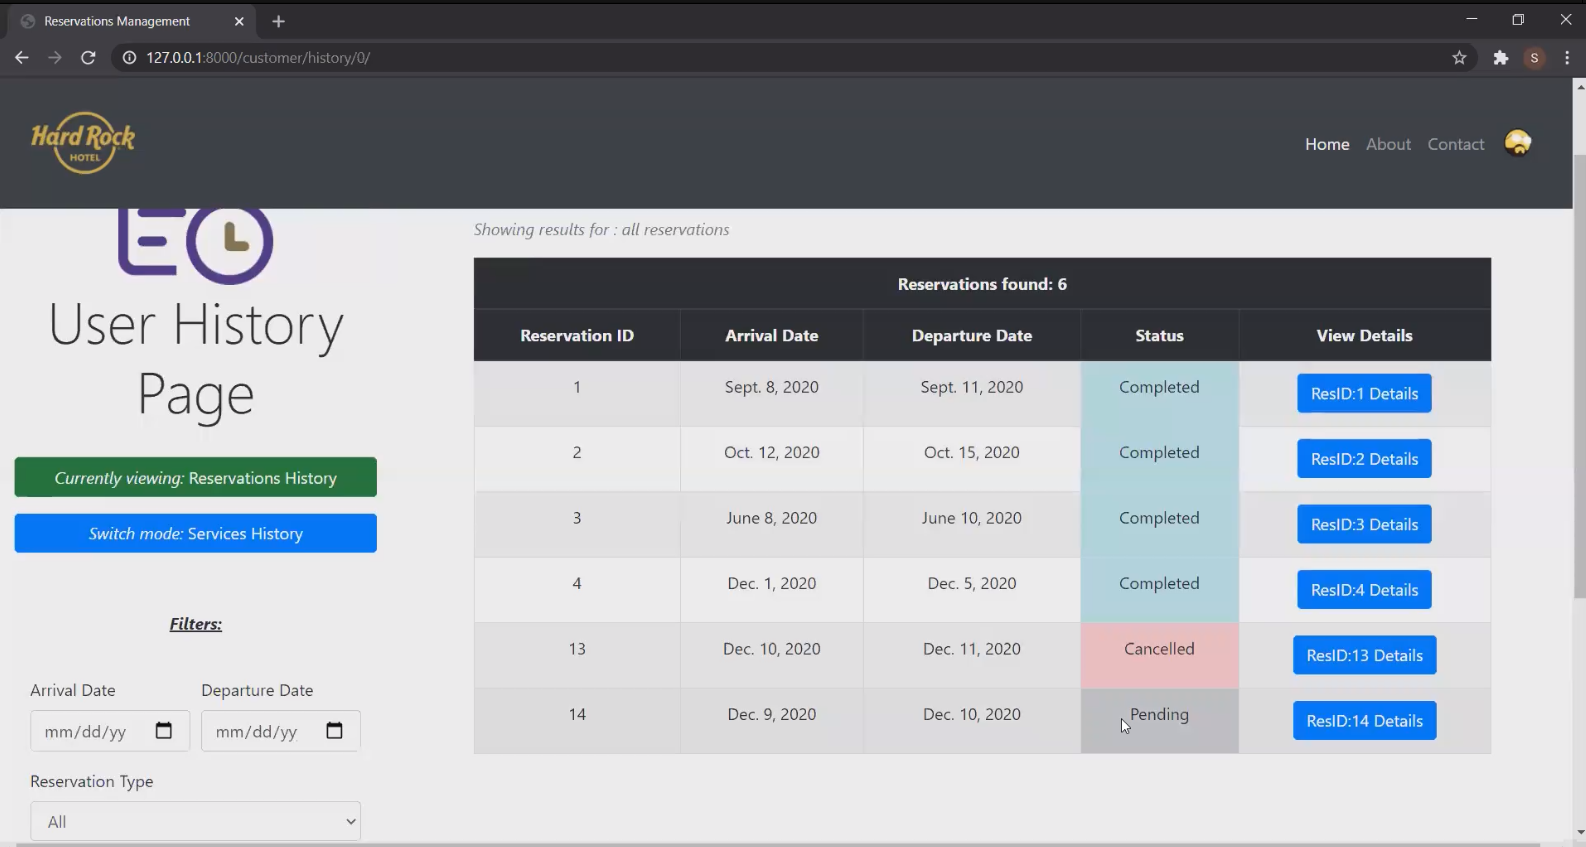 Reservations Management
127.0.0.1:8000/customer/history/0/
S
Hard Rock
HOTEL
Home About Contact
User History
Page
Currently viewing: Reservations History
Switch mode: Services History
Filters:
Arrival Date Departure Date
mm/dd/yy mm/dd/yy
Reservation Type
All
Showing results for : all reservations
Reservations found: 6
Reservation ID Arrival Date Departure Date Status View Details
1 Sept. 8, 2020 Sept. 11, 2020 Completed ResID:1 Details
2 Oct. 12, 2020 Oct. 15, 2020 Completed ResID:2 Details
3 June 8, 2020 June 10, 2020 Completed ResID:3 Details
4 Dec. 1, 2020 Dec. 5, 2020 Completed ResID:4 Details
13 Dec. 10, 2020 Dec. 11, 2020 Cancelled ResID:13 Details
14 Dec. 9, 2020 Dec. 10, 2020 Pending ResID:14 Details